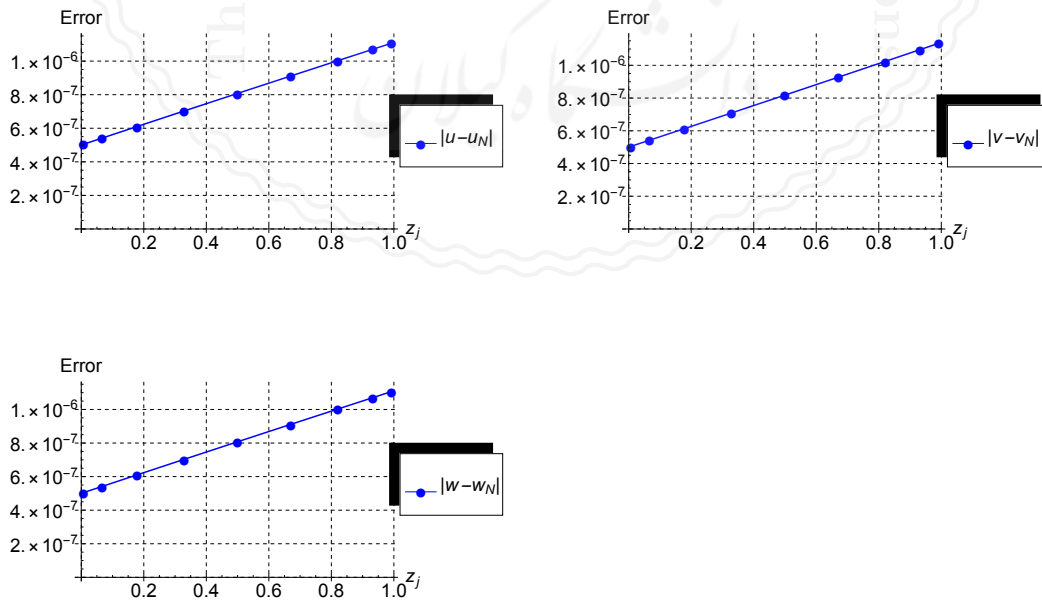 Error
1.×10⁻⁶
8.×10⁻⁷
6.×10⁻⁷
4.×10⁻⁷
2.×10⁻⁷
0.2 0.4 0.6 0.8 1.0 z_j
|u-u_N|
Error
1.×10⁻⁶
8.×10⁻⁷
6.×10⁻⁷
4.×10⁻⁷
2.×10⁻⁷
0.2 0.4 0.6 0.8 1.0 z_j
|v-v_N|
Error
1.×10⁻⁶
8.×10⁻⁷
6.×10⁻⁷
4.×10⁻⁷
2.×10⁻⁷
0.2 0.4 0.6 0.8 1.0 z_j
|w-w_N|
Th
ons
دانشگاه گیلان